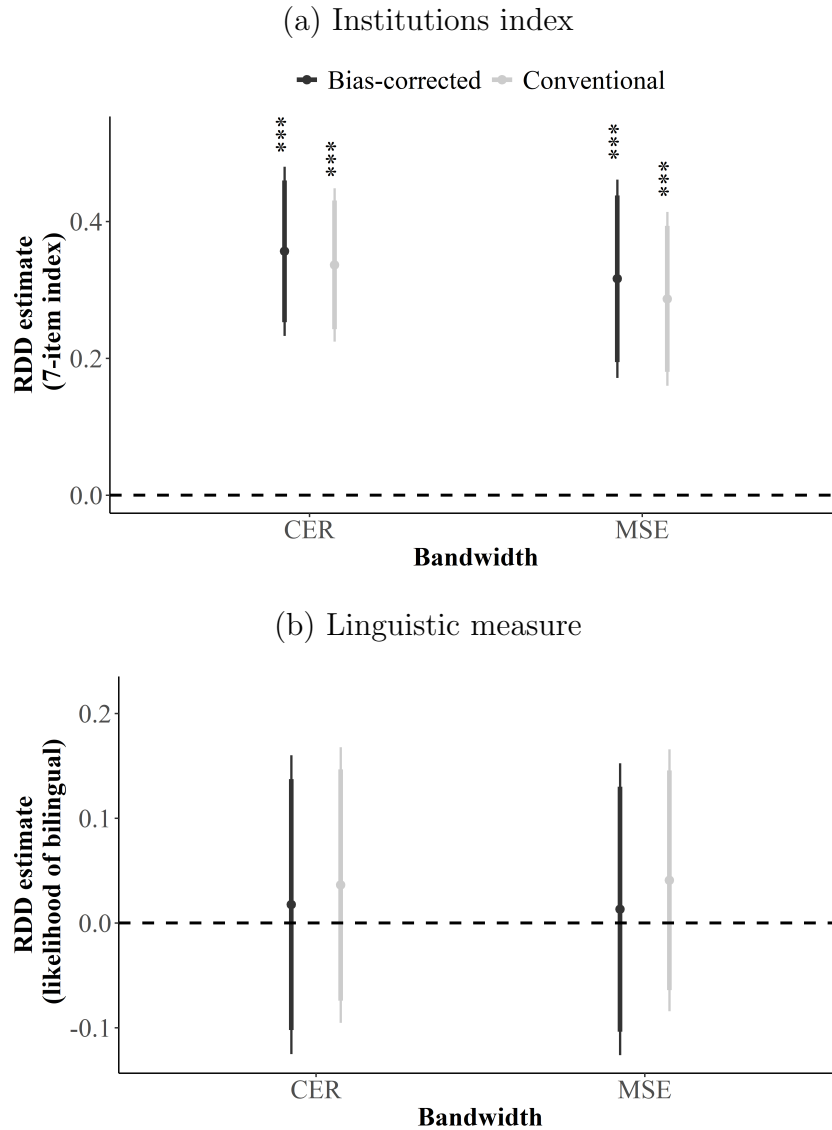 (a) Institutions index
Bias-corrected Conventional
***
***
***
***
RDD estimate
(7-item index)
0.4
0.2
0.0
CER MSE
Bandwidth
(b) Linguistic measure
RDD estimate
(likelihood of bilingual)
0.2
0.1
0.0
-0.1
CER MSE
Bandwidth